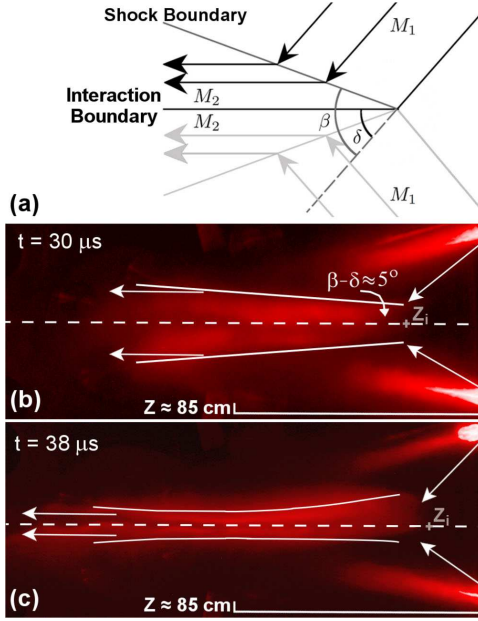 Shock Boundary
M₁
Interaction
Boundary
M₂
M₂
β
δ
M₁
(a)
t = 30 μs
β-δ≈5°
Zᵢ
(b)
Z ≈ 85 cm
t = 38 μs
Zᵢ
(c)
Z ≈ 85 cm